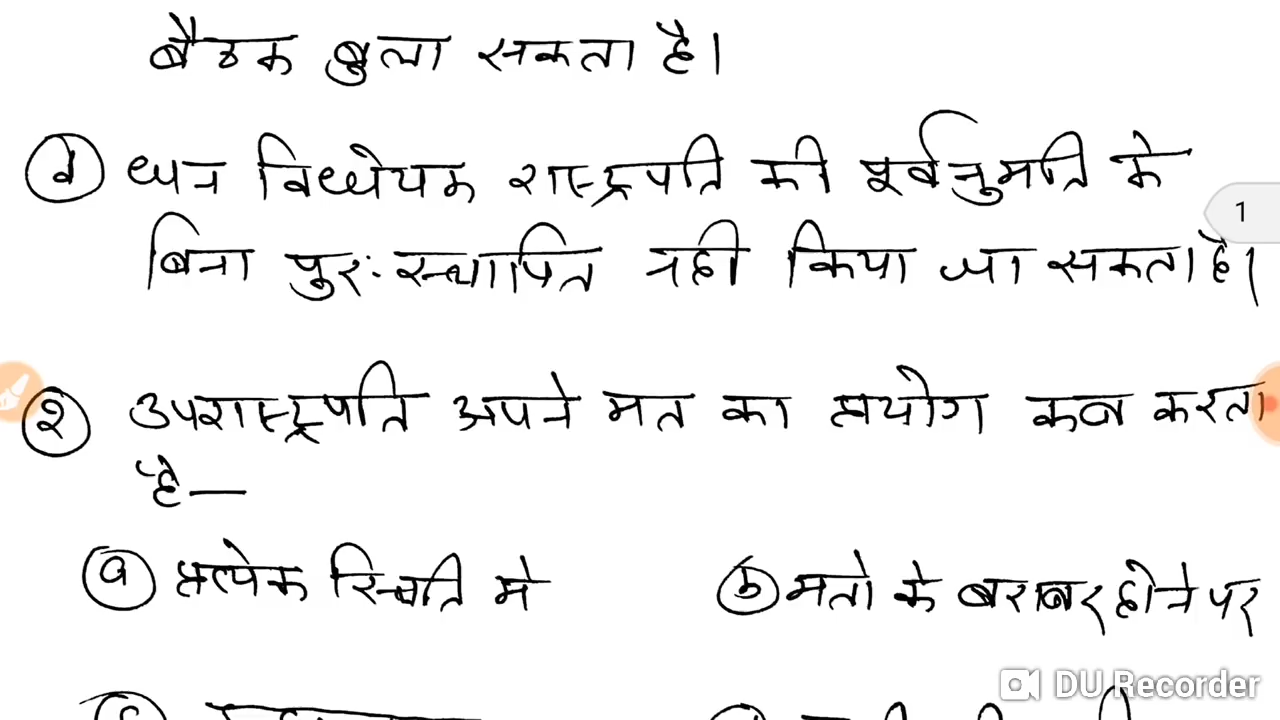 बैठक बुला सकता है।
d धन विधेयक राष्ट्रपति की पूर्वनुमति के
बिना पुरःस्थापित नही किया जा सकता है।
1
2 उपराष्ट्रपति अपने मत का प्रयोग कब करता
है—
a प्रत्येक स्थिति मे b मतो के बराबर होने पर
DU Recorder